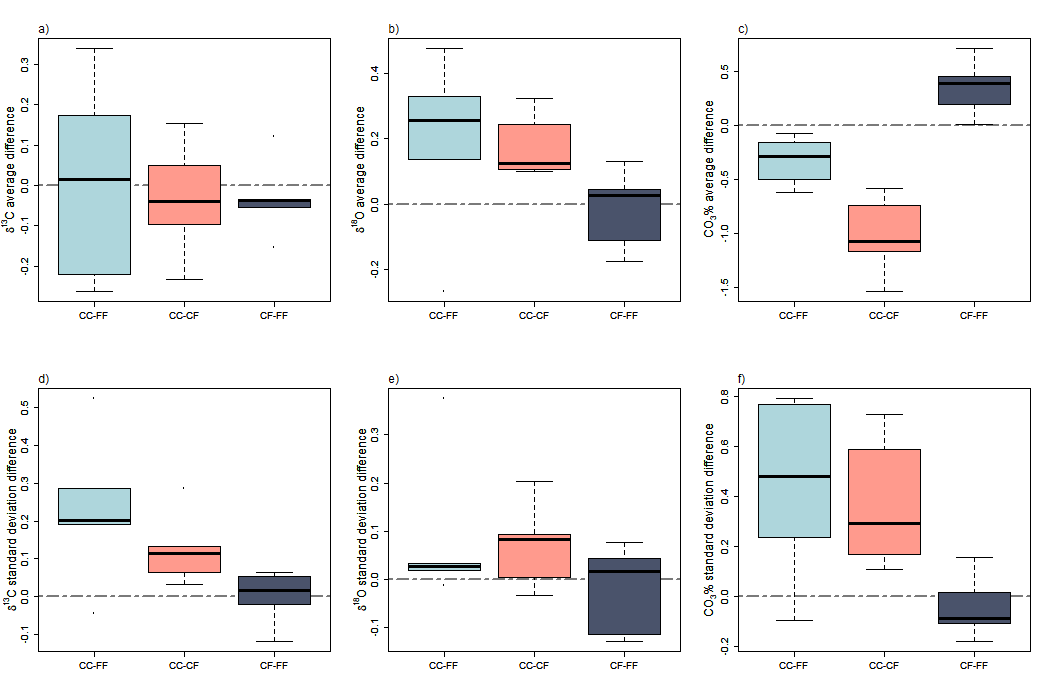 a)
δ¹³C average difference
0.3
0.2
0.1
0.0
-0.1
-0.2
CC-FF CC-CF CF-FF
b)
δ¹⁸O average difference
0.4
0.2
0.0
-0.2
CC-FF CC-CF CF-FF
c)
CO₃% average difference
0.5
0.0
-0.5
-1.0
-1.5
CC-FF CC-CF CF-FF
d)
δ¹³C standard deviation difference
0.5
0.4
0.3
0.2
0.1
0.0
-0.1
CC-FF CC-CF CF-FF
e)
δ¹⁸O standard deviation difference
0.3
0.2
0.1
0.0
-0.1
CC-FF CC-CF CF-FF
f)
CO₃% standard deviation difference
0.8
0.6
0.4
0.2
0.0
-0.2
CC-FF CC-CF CF-FF